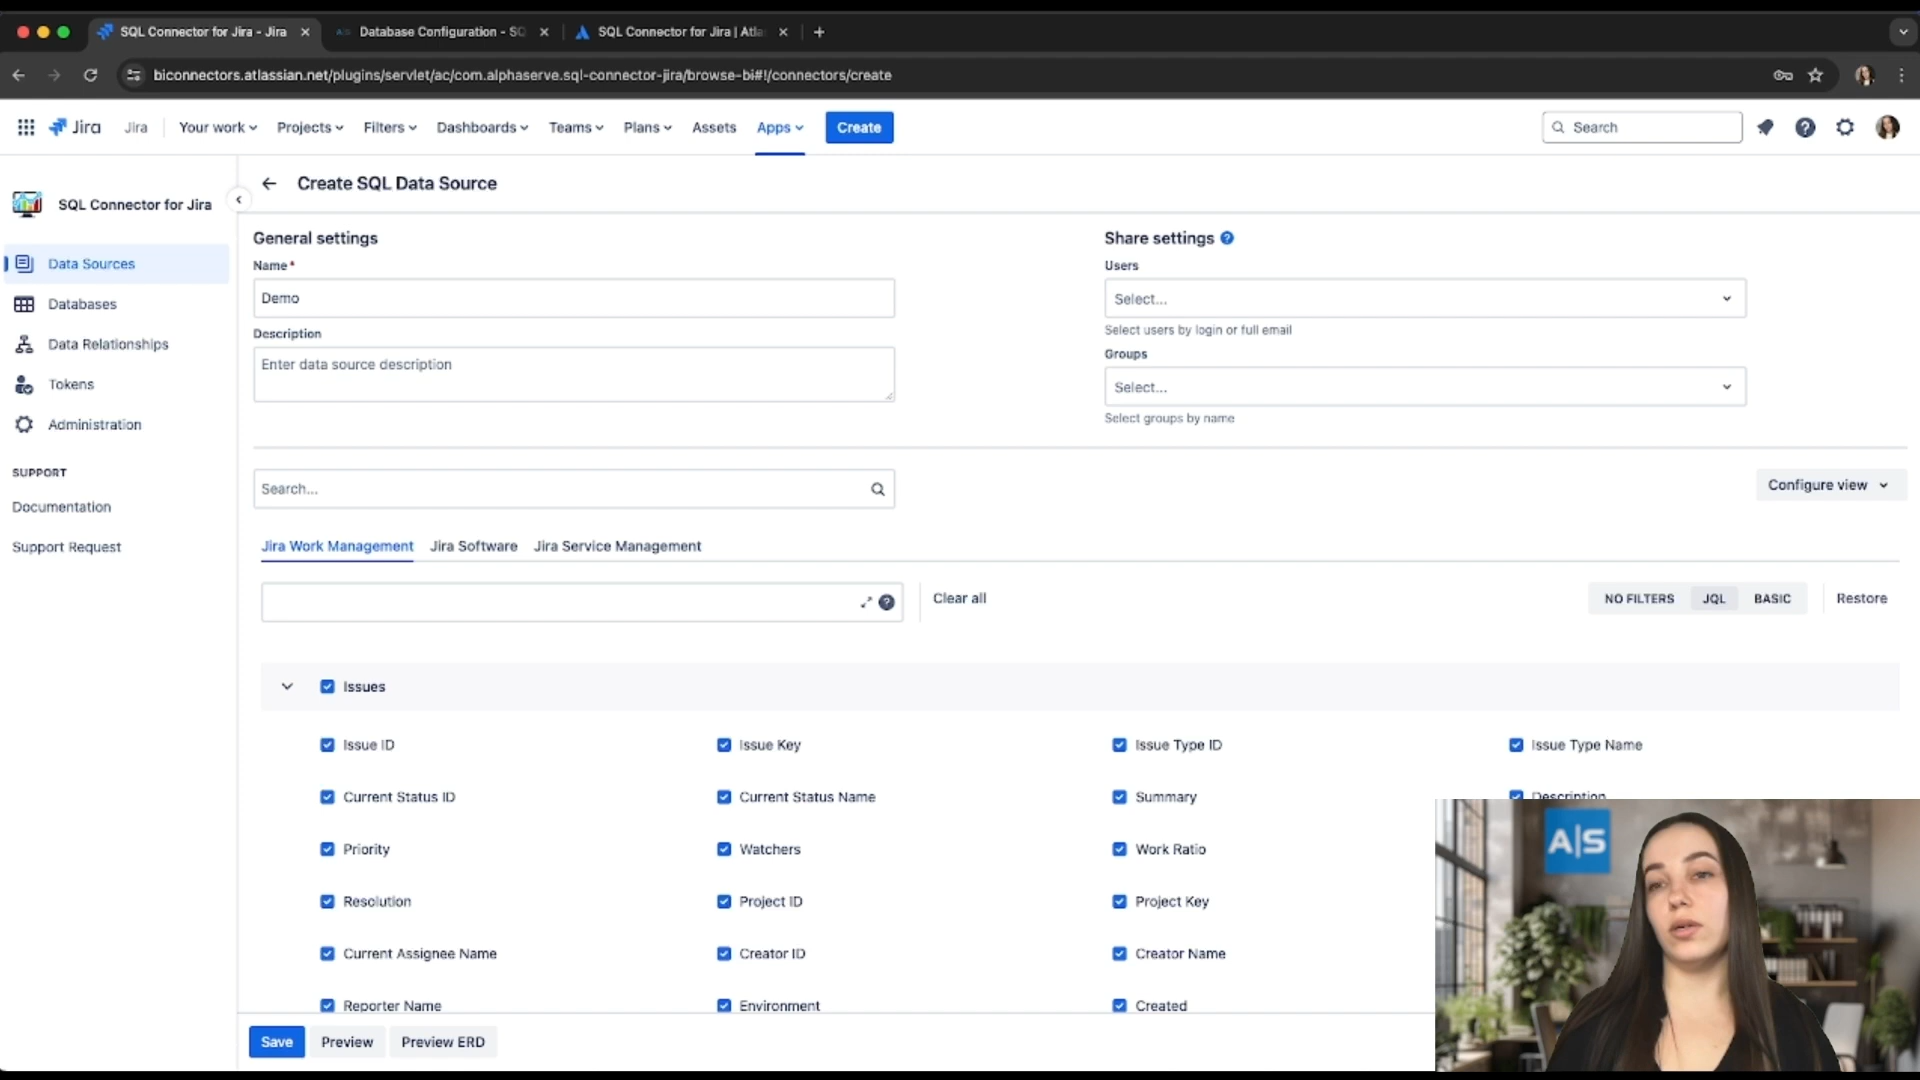 SQL Connector for Jira - Jira
Database Configuration - SQ
SQL Connector for Jira | Atla
biconnectors.atlassian.net/plugins/servlet/ac/com.alphaserve.sql-connector-jira/browse-bi#!/connectors/create
Jira
Jira
Your work
Projects
Filters
Dashboards
Teams
Plans
Assets
Apps
Create
Search
SQL Connector for Jira
Data Sources
Databases
Data Relationships
Tokens
Administration
SUPPORT
Documentation
Support Request
Create SQL Data Source
General settings
Name *
Demo
Description
Enter data source description
Share settings
Users
Select...
Select users by login or full email
Groups
Select...
Select groups by name
Search...
Configure view
Jira Work Management
Jira Software
Jira Service Management
Clear all
NO FILTERS
JQL
BASIC
Restore
Issues
Issue ID
Issue Key
Issue Type ID
Issue Type Name
Current Status ID
Current Status Name
Summary
Description
Priority
Watchers
Work Ratio
Resolution
Project ID
Project Key
Current Assignee Name
Creator ID
Creator Name
Reporter Name
Environment
Created
Save
Preview
Preview ERD
A|S